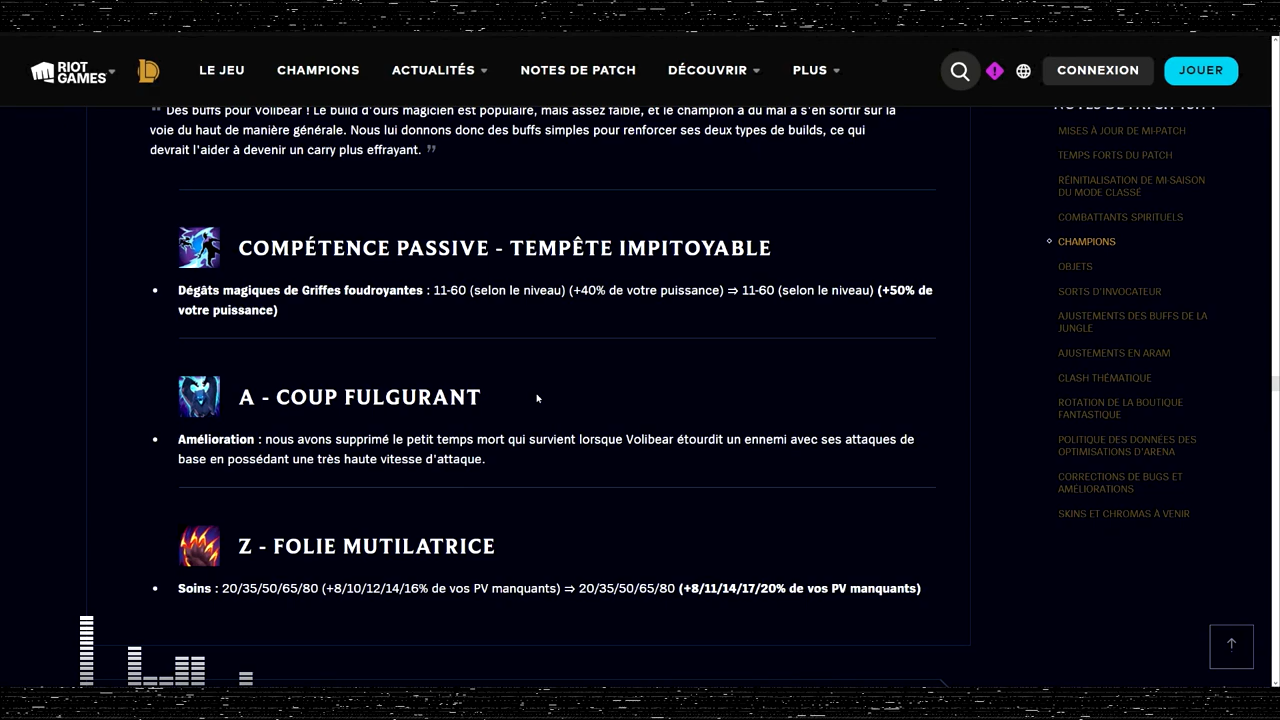 RIOT GAMES
LE JEU
CHAMPIONS
ACTUALITÉS
NOTES DE PATCH
DÉCOUVRIR
PLUS
CONNEXION
JOUER
" Des buffs pour Volibear ! Le build d'ours magicien est populaire, mais assez faible, et le champion a du mal à s'en sortir sur la
voie du haut de manière générale. Nous lui donnons donc des buffs simples pour renforcer ses deux types de builds, ce qui
devrait l'aider à devenir un carry plus effrayant. "
COMPÉTENCE PASSIVE - TEMPÊTE IMPITOYABLE
• Dégâts magiques de Griffes foudroyantes : 11-60 (selon le niveau) (+40% de votre puissance) ⇒ 11-60 (selon le niveau) (+50% de
votre puissance)
A - COUP FULGURANT
• Amélioration : nous avons supprimé le petit temps mort qui survient lorsque Volibear étourdit un ennemi avec ses attaques de
base en possédant une très haute vitesse d'attaque.
Z - FOLIE MUTILATRICE
• Soins : 20/35/50/65/80 (+8/10/12/14/16% de vos PV manquants) ⇒ 20/35/50/65/80 (+8/11/14/17/20% de vos PV manquants)
MISES À JOUR DE MI-PATCH
TEMPS FORTS DU PATCH
RÉINITIALISATION DE MI-SAISON
DU MODE CLASSÉ
COMBATTANTS SPIRITUELS
CHAMPIONS
OBJETS
SORTS D'INVOCATEUR
AJUSTEMENTS DES BUFFS DE LA
JUNGLE
AJUSTEMENTS EN ARAM
CLASH THÉMATIQUE
ROTATION DE LA BOUTIQUE
FANTASTIQUE
POLITIQUE DES DONNÉES DES
OPTIMISATIONS D'ARENA
CORRECTIONS DE BUGS ET
AMÉLIORATIONS
SKINS ET CHROMAS À VENIR